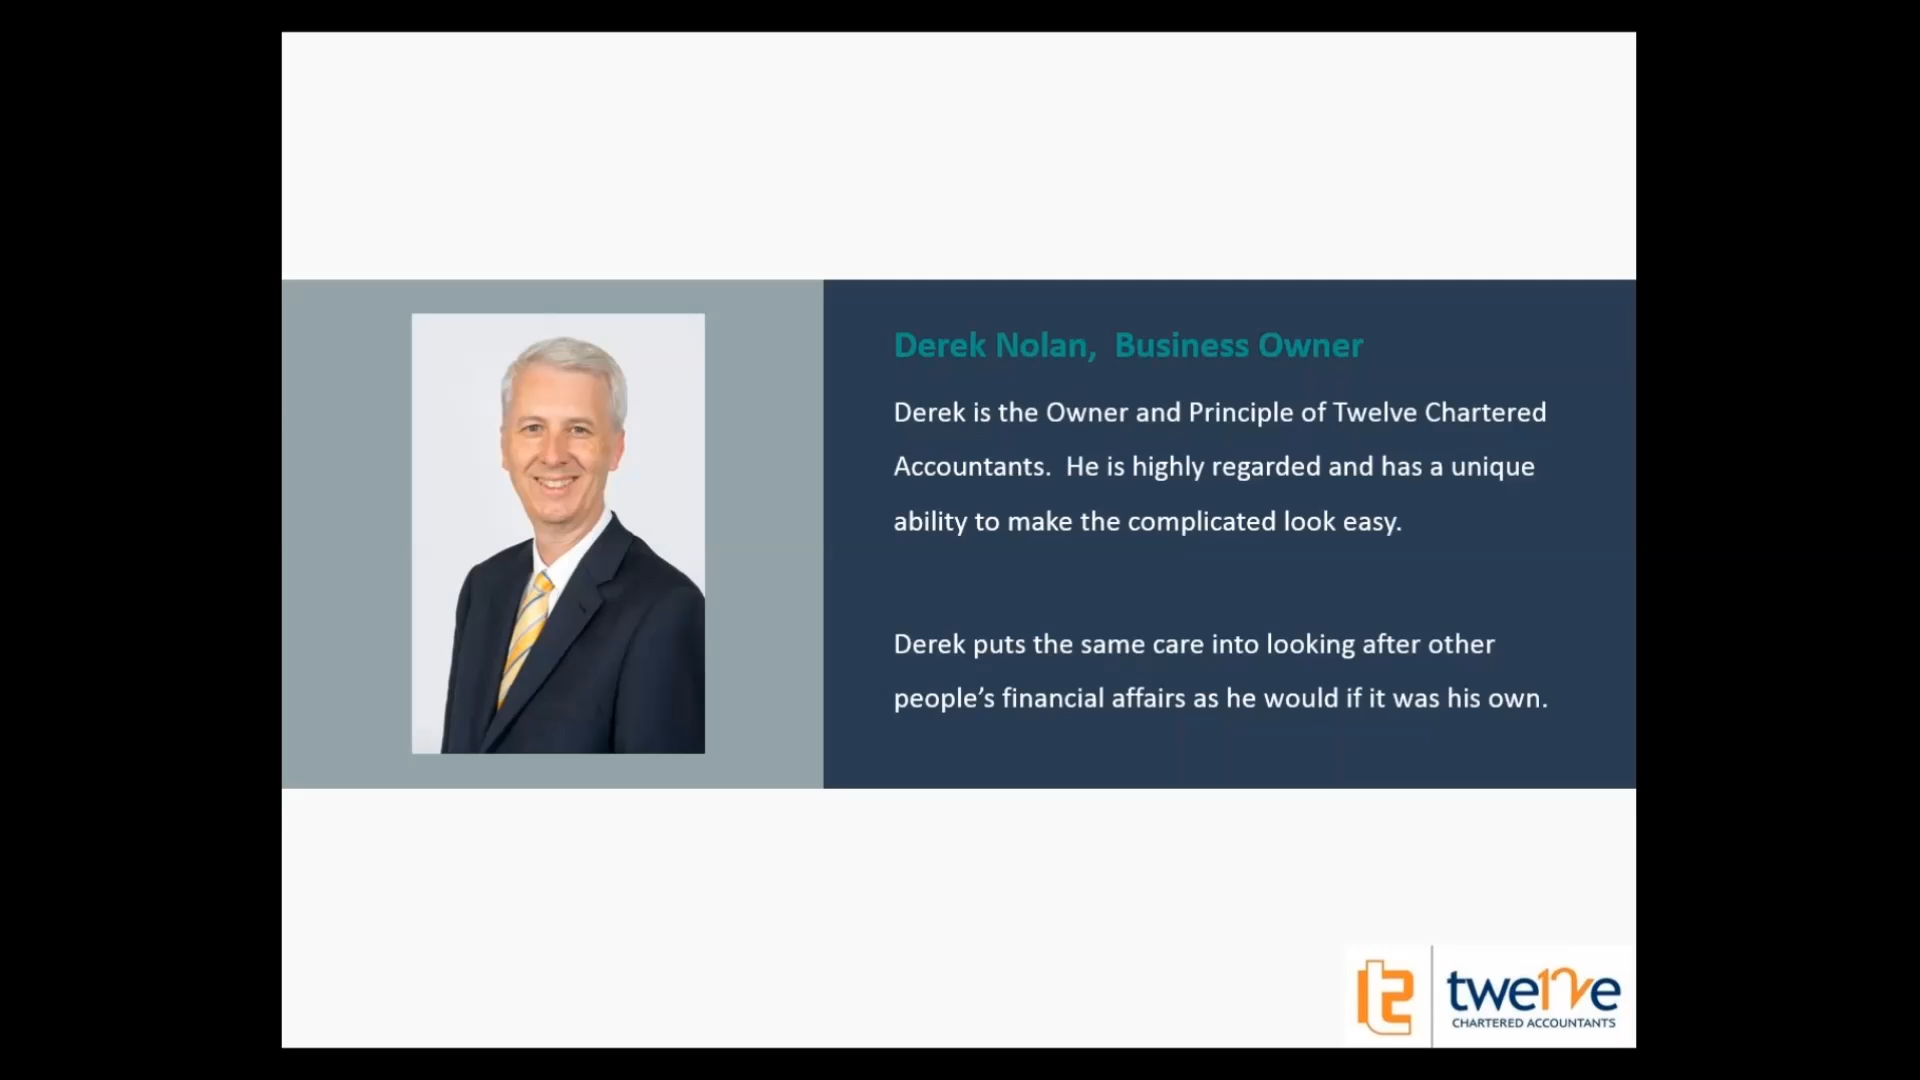 Derek Nolan,  Business Owner
Derek is the Owner and Principle of Twelve Chartered
Accountants.  He is highly regarded and has a unique
ability to make the complicated look easy.
Derek puts the same care into looking after other
people’s financial affairs as he would if it was his own.
twe12ve
CHARTERED ACCOUNTANTS